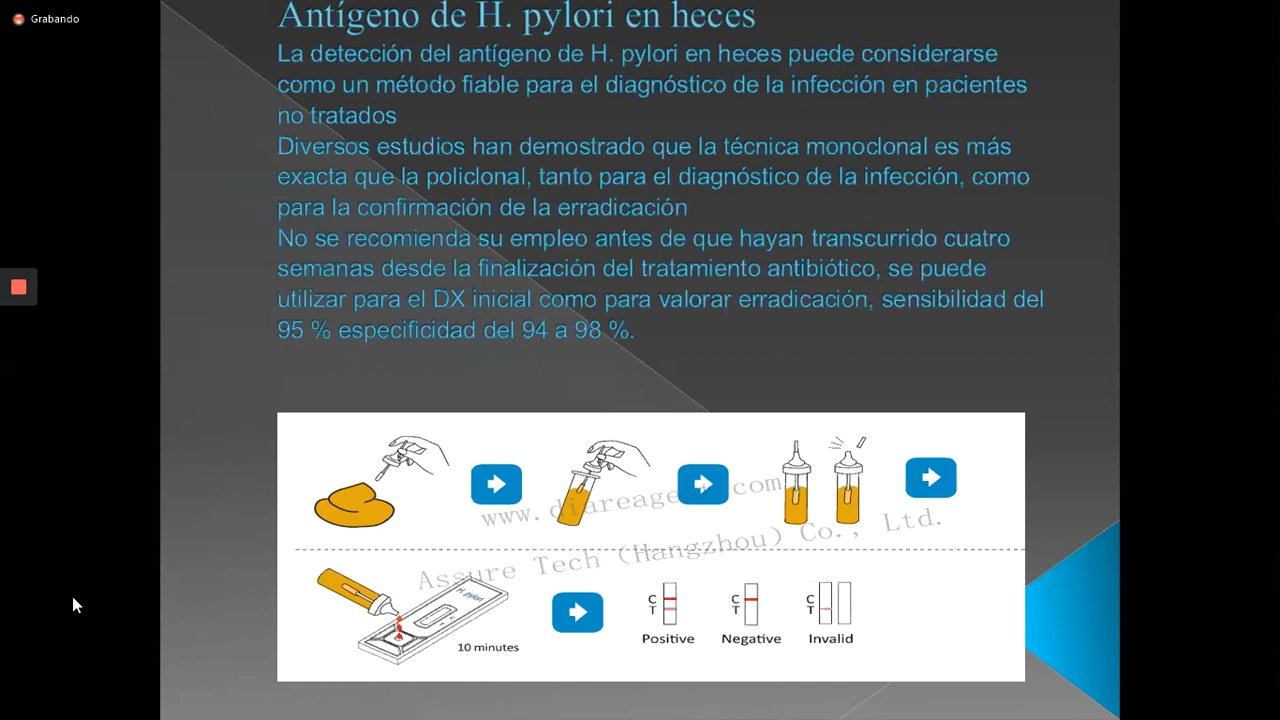 Grabando
Antígeno de H. pylori en heces
La detección del antígeno de H. pylori en heces puede considerarse
como un método fiable para el diagnóstico de la infección en pacientes
no tratados
Diversos estudios han demostrado que la técnica monoclonal es más
exacta que la policlonal, tanto para el diagnóstico de la infección, como
para la confirmación de la erradicación
No se recomienda su empleo antes de que hayan transcurrido cuatro
semanas desde la finalización del tratamiento antibiótico, se puede
utilizar para el DX inicial como para valorar erradicación, sensibilidad del
95 % especificidad del 94 a 98 %.
www.diareagent.com
Assure Tech (Hangzhou) Co., Ltd.
H. pylori
10 minutes
C
T
Positive
C
T
Negative
C
T
Invalid